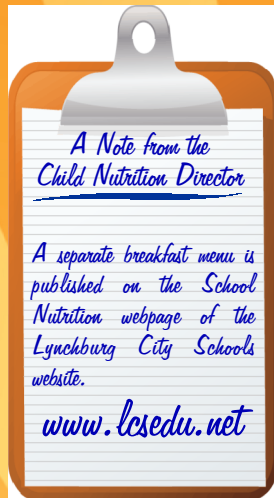 A Note from the
Child Nutrition Director
A separate breakfast menu is
published on the School
Nutrition webpage of the
Lynchburg City Schools
website.
www.lcsedu.net